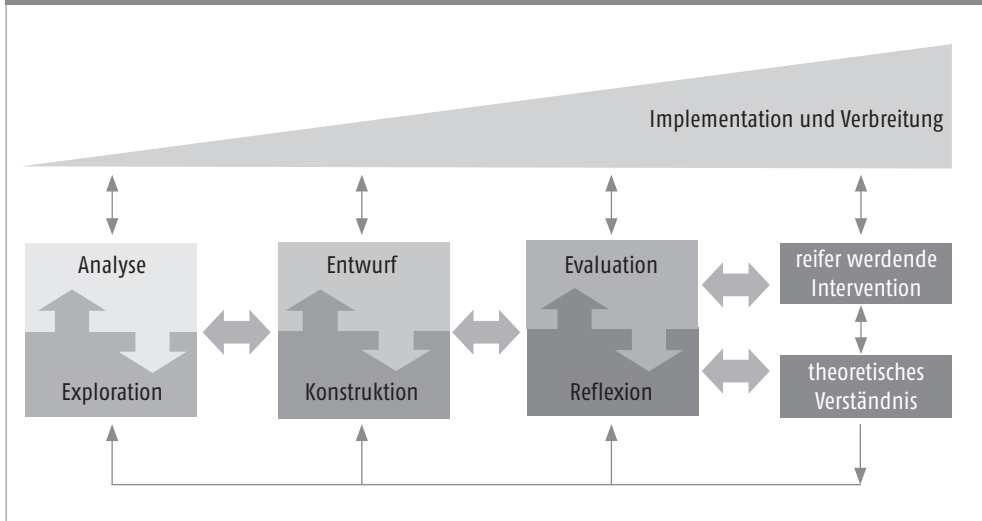 Implementation und Verbreitung
Analyse
Exploration
Entwurf
Konstruktion
Evaluation
Reflexion
reifer werdende
Intervention
theoretisches
Verständnis